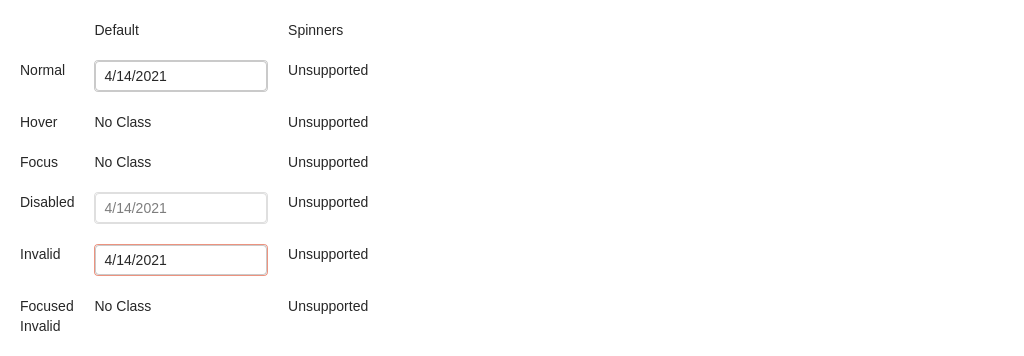 Default Spinners
Normal 4/14/2021 Unsupported
Hover No Class Unsupported
Focus No Class Unsupported
Disabled 4/14/2021 Unsupported
Invalid 4/14/2021 Unsupported
Focused No Class Unsupported
Invalid